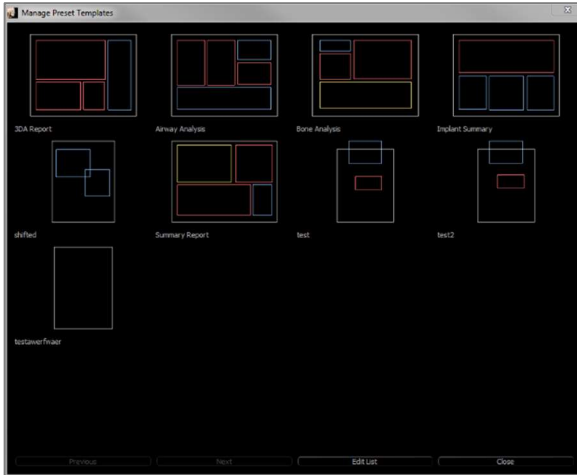 Manage Preset Templates
3DA Report
Airway Analysis
Bone Analysis
Implant Summary
shifted
Summary Report
test
test2
testawerfwaer
Previous
Next
Edit List
Close